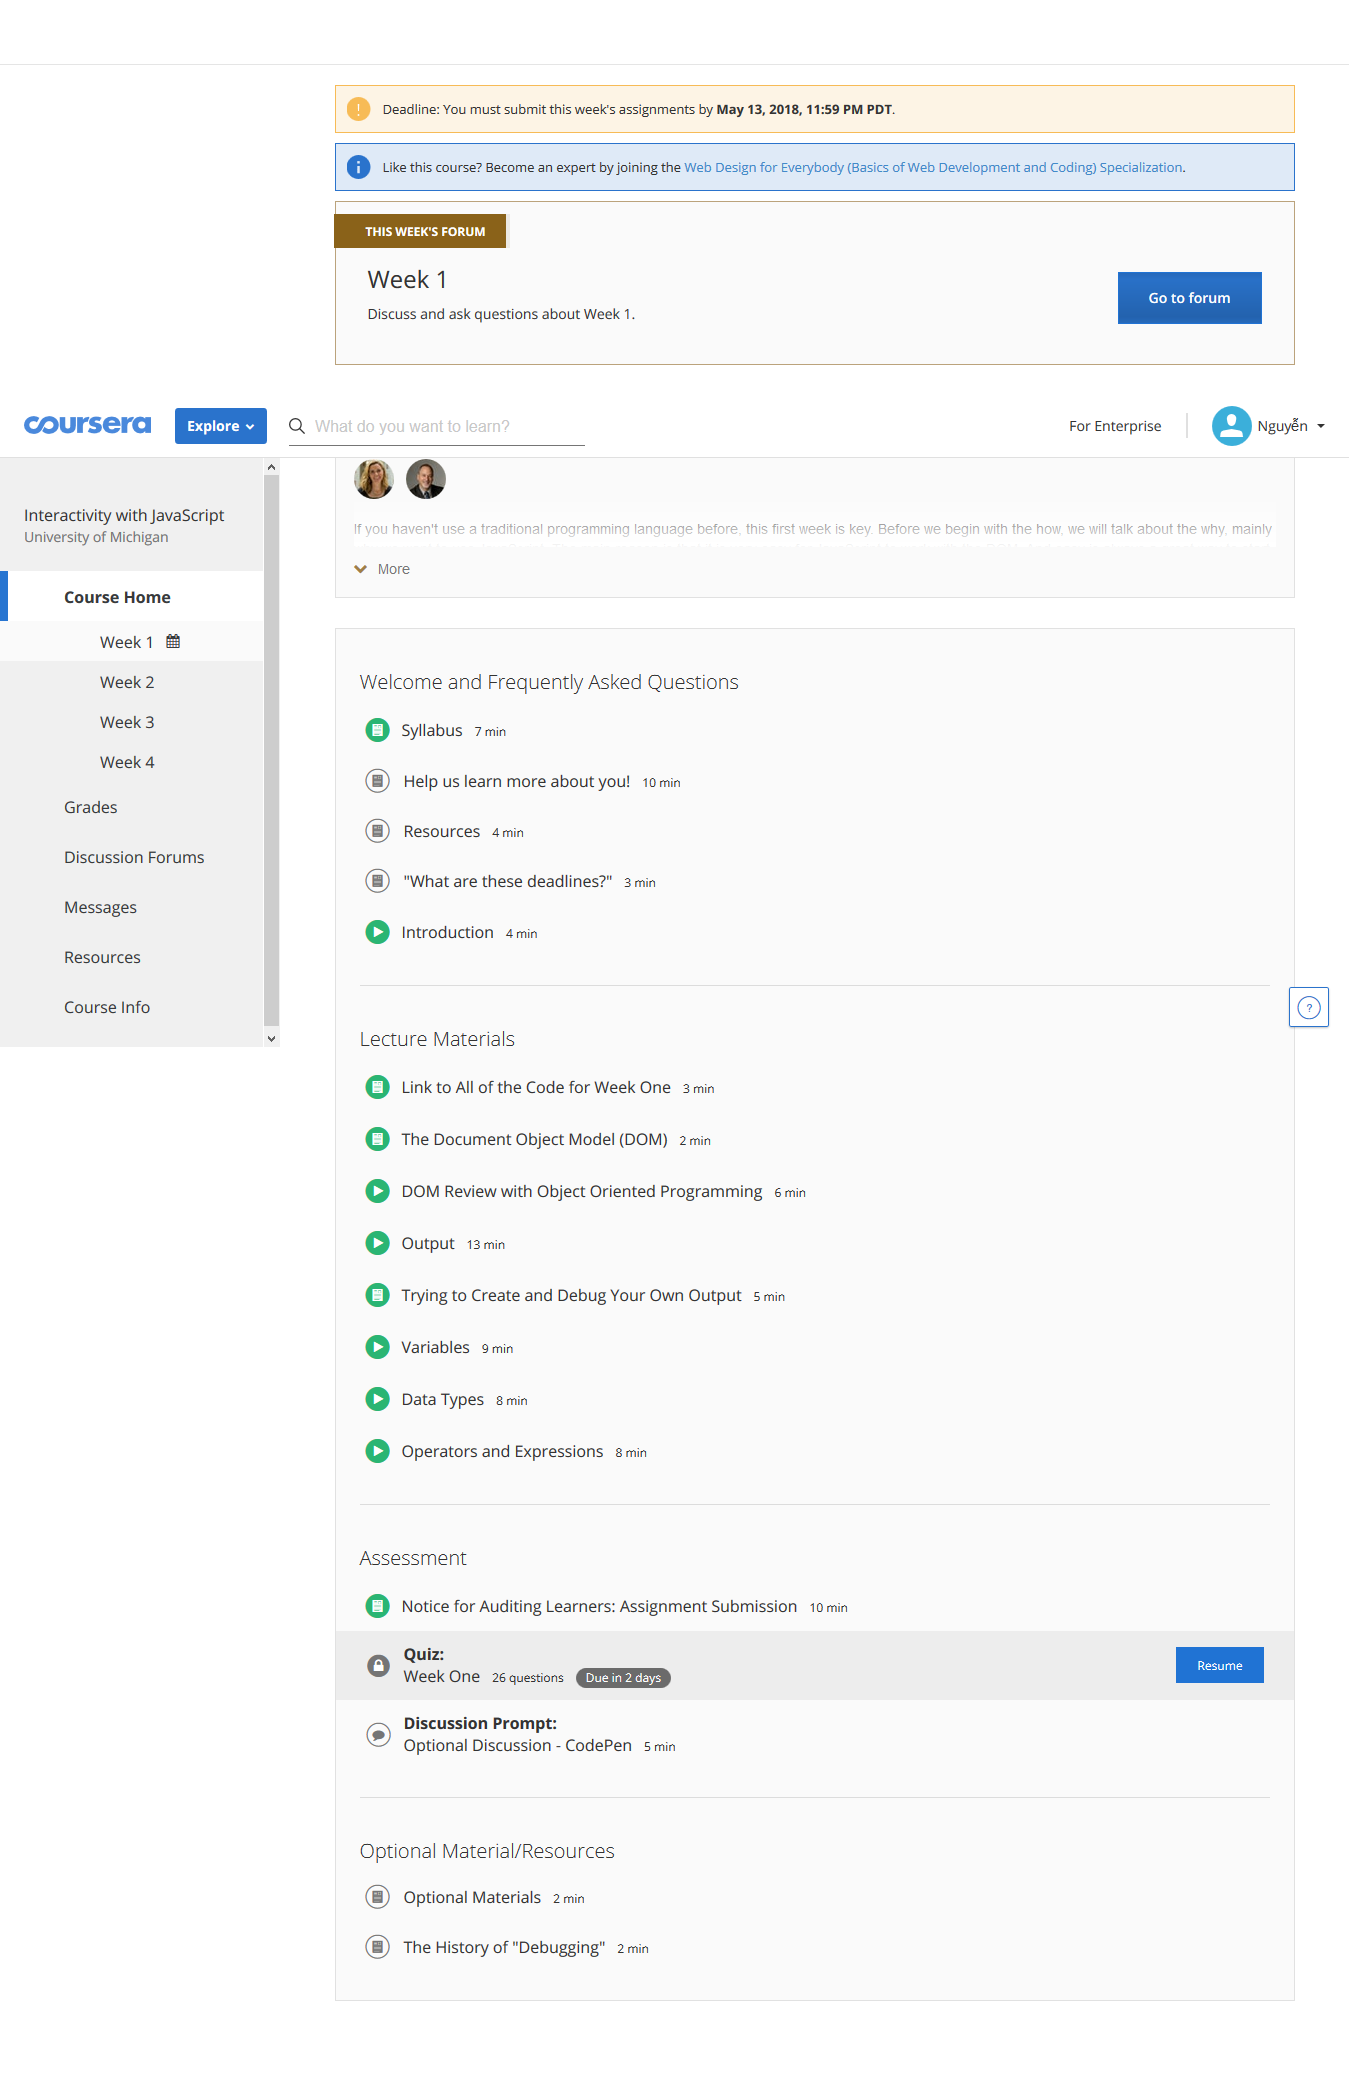 Deadline: You must submit this week's assignments by May 13, 2018, 11:59 PM PDT.
Like this course? Become an expert by joining the Web Design for Everybody (Basics of Web Development and Coding) Specialization.
THIS WEEK'S FORUM
Week 1
Discuss and ask questions about Week 1.
Go to forum
coursera
Explore
What do you want to learn?
For Enterprise
Nguyễn
Interactivity with JavaScript
University of Michigan
Course Home
Week 1
Week 2
Week 3
Week 4
Grades
Discussion Forums
Messages
Resources
Course Info
If you haven't use a traditional programming language before, this first week is key. Before we begin with the how, we will talk about the why, mainly
More
Welcome and Frequently Asked Questions
Syllabus 7 min
Help us learn more about you! 10 min
Resources 4 min
"What are these deadlines?" 3 min
Introduction 4 min
?
Lecture Materials
Link to All of the Code for Week One 3 min
The Document Object Model (DOM) 2 min
DOM Review with Object Oriented Programming 6 min
Output 13 min
Trying to Create and Debug Your Own Output 5 min
Variables 9 min
Data Types 8 min
Operators and Expressions 8 min
Assessment
Notice for Auditing Learners: Assignment Submission 10 min
Quiz:
Week One 26 questions Due in 2 days
Resume
Discussion Prompt:
Optional Discussion - CodePen 5 min
Optional Material/Resources
Optional Materials 2 min
The History of "Debugging" 2 min